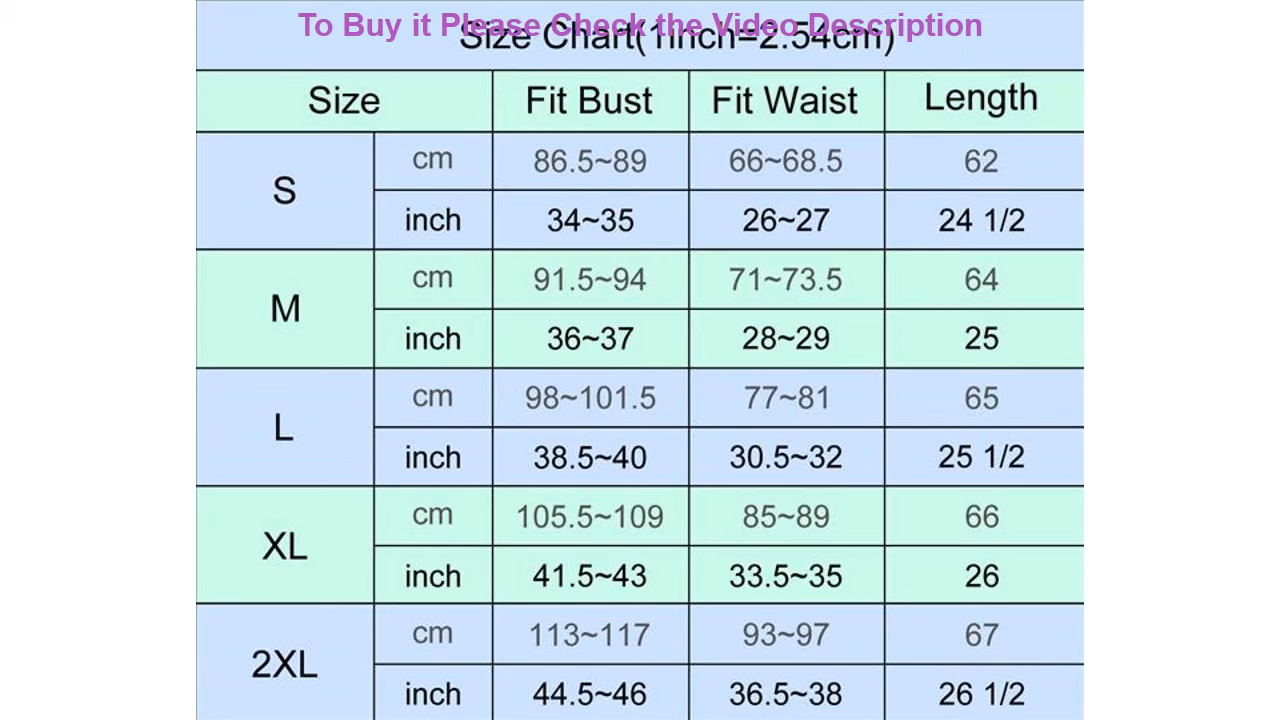 To Buy it Please Check the Video Description
Size Chart(1inch=2.54cm)
Size Fit Bust Fit Waist Length
S
cm 86.5~89 66~68.5 62
inch 34~35 26~27 24 1/2
M
cm 91.5~94 71~73.5 64
inch 36~37 28~29 25
L
cm 98~101.5 77~81 65
inch 38.5~40 30.5~32 25 1/2
XL
cm 105.5~109 85~89 66
inch 41.5~43 33.5~35 26
2XL
cm 113~117 93~97 67
inch 44.5~46 36.5~38 26 1/2